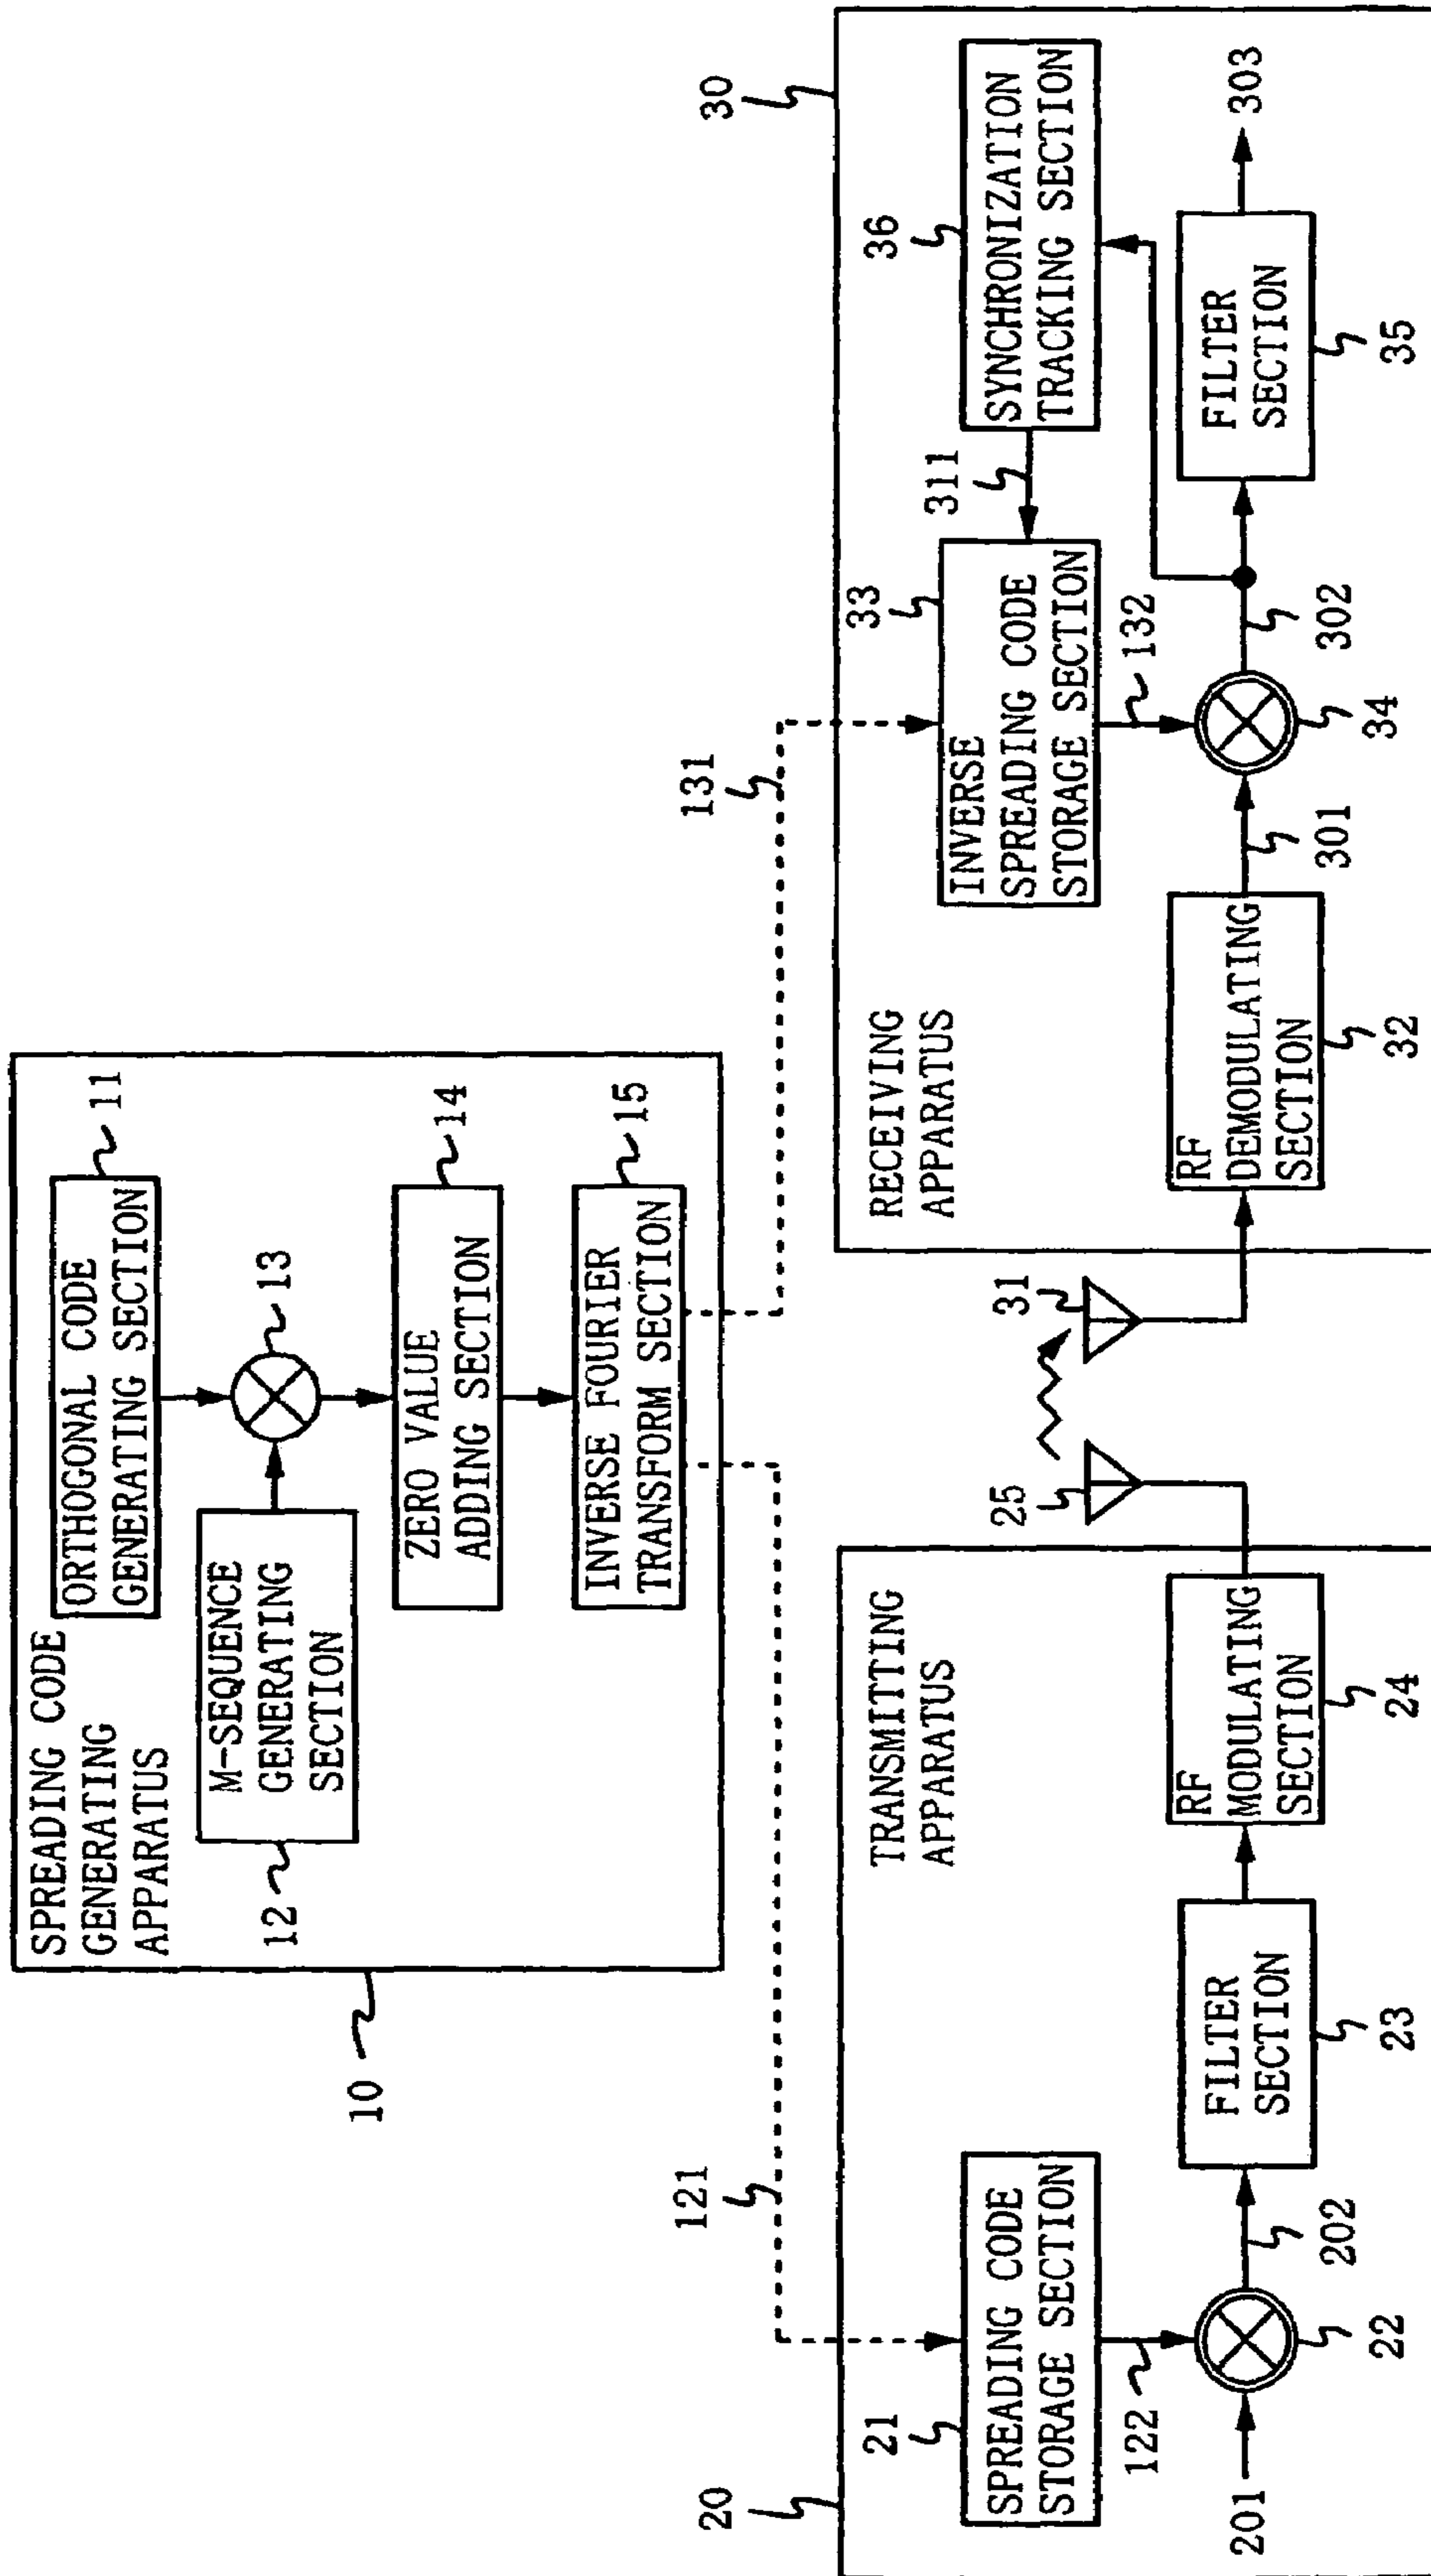 SPREADING CODE
GENERATING
APPARATUS
10
ORTHOGONAL CODE
GENERATING SECTION
11
M-SEQUENCE
GENERATING
SECTION
12
13
ZERO VALUE
ADDING SECTION
14
INVERSE FOURIER
TRANSFORM SECTION
15
121
131
20
TRANSMITTING
APPARATUS
21
SPREADING CODE
STORAGE SECTION
122
201
22
202
FILTER
SECTION
23
RF
MODULATING
SECTION
24
25
31
30
RECEIVING
APPARATUS
RF
DEMODULATING
SECTION
32
301
33
INVERSE
SPREADING CODE
STORAGE SECTION
132
34
302
311
36
SYNCHRONIZATION
TRACKING SECTION
FILTER
SECTION
35
303